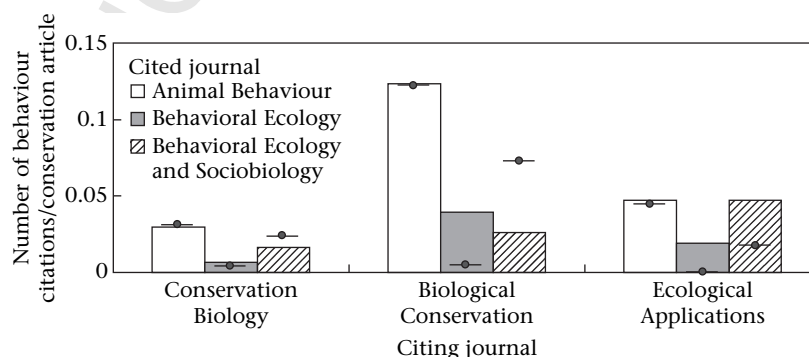 Number of behaviour
citations/conservation article
0.15
0.1
0.05
0
Cited journal
Animal Behaviour
Behavioral Ecology
Behavioral Ecology
and Sociobiology
Conservation
Biology
Biological
Conservation
Ecological
Applications
Citing journal